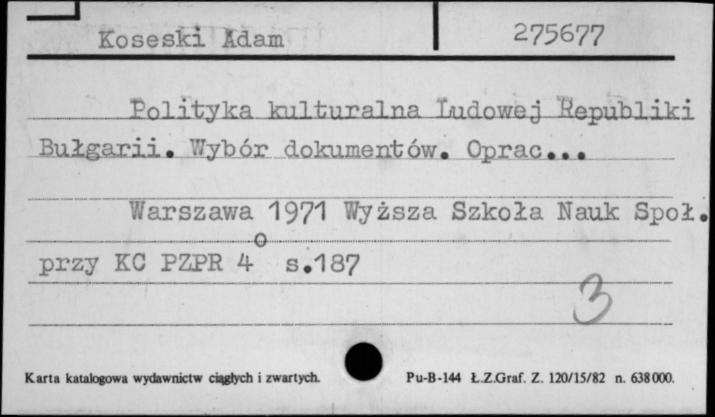 Koseski Adam 275677
Polityka kulturalna Ludowej Republiki
Bułgarii. Wybór dokumentów. Oprac...
Warszawa 1971 Wyższa Szkoła Nauk Społ.
przy KC PZPR 4o s.187
3
Karta katalogowa wydawnictw ciągłych i zwartych. Pu-B-144 Ł.Z.Graf. Z. 120/15/82 n. 638000.